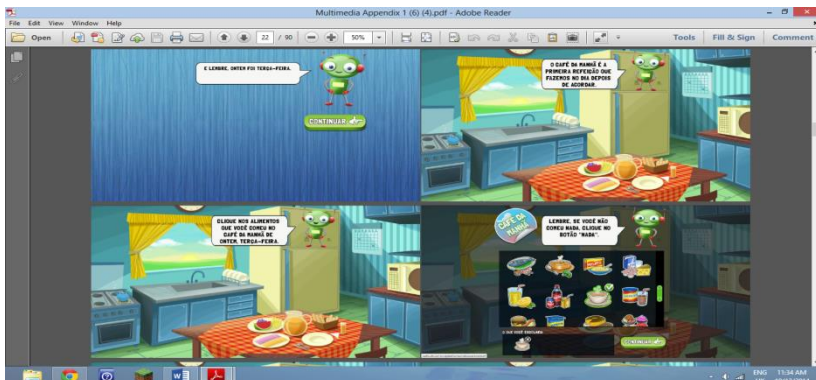 Multimedia Appendix 1 (6) (4).pdf - Adobe Reader
File Edit View Window Help
Open 22 / 90 50% Tools Fill & Sign Comment
E LEMBRE, ONTEM FOI TERÇA-FEIRA.
CONTINUAR
O CAFÉ DA MANHÃ É A
PRIMEIRA REFEIÇÃO QUE
FAZEMOS NO DIA DEPOIS
DE ACORDAR.
CLIQUE NOS ALIMENTOS
QUE VOCÊ COMEU NO
CAFÉ DA MANHÃ DE
ONTEM, TERÇA-FEIRA.
CAFÉ DA
MANHÃ
LEMBRE, SE VOCÊ NÃO
COMEU NADA, CLIQUE NO
BOTÃO "NADA".
CONTINUAR
ENG 11:34 AM